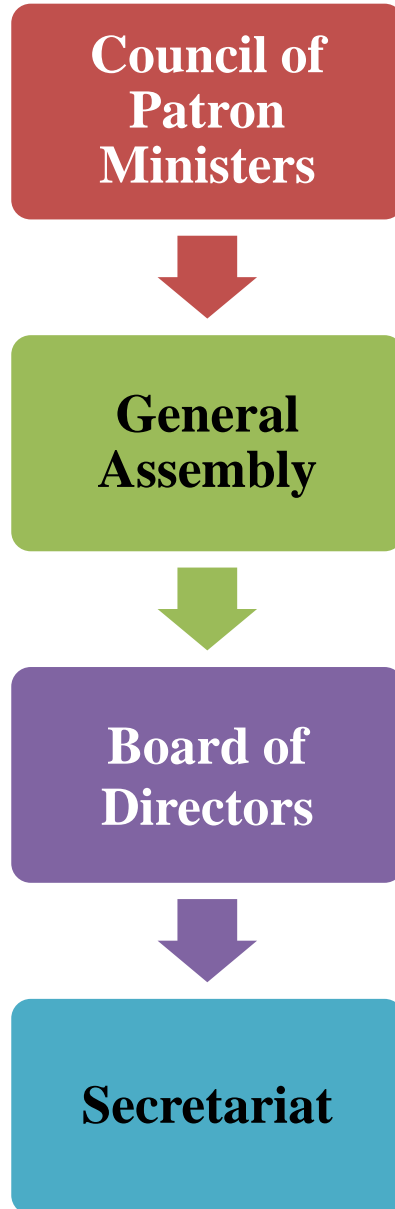 Council of
Patron
Ministers
General
Assembly
Board of
Directors
Secretariat